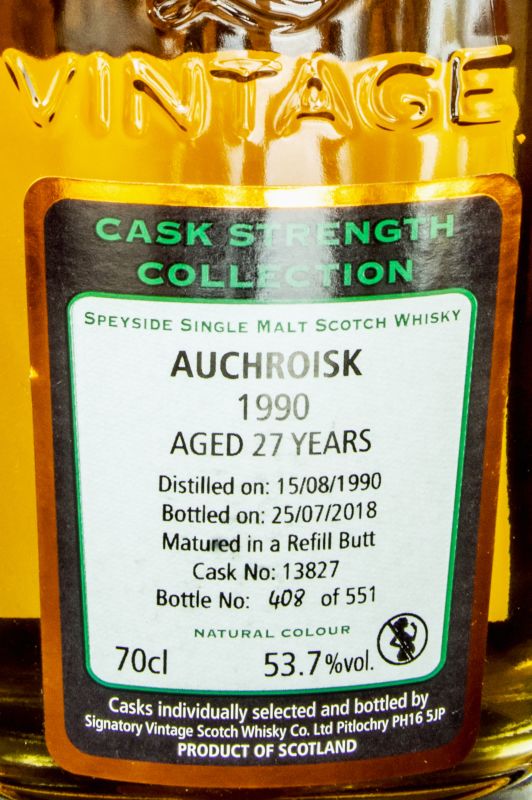 VINTAGE
CASK STRENGTH
COLLECTION
SPEYSIDE SINGLE MALT SCOTCH WHISKY
AUCHROISK
1990
AGED 27 YEARS
Distilled on: 15/08/1990
Bottled on: 25/07/2018
Matured in a Refill Butt
Cask No: 13827
Bottle No: 408 of 551
NATURAL COLOUR
70cl 53.7%vol.
Casks individually selected and bottled by
Signatory Vintage Scotch Whisky Co. Ltd Pitlochry PH16 5JP
PRODUCT OF SCOTLAND